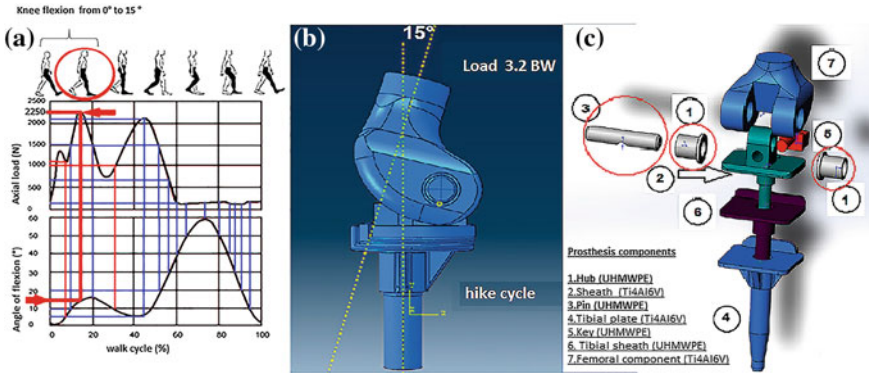 Knee flexion from 0° to 15 °
(a)
2500
2250
2000
1500
1000
500
0
Axial load (N)
60
50
40
30
20
10
0
Angle of flexion (°)
0 20 40 60 80 100
walk cycle (%)
(b)
15°
Load 3.2 BW
hike cycle
(c)
7
3
1
5
2
1
6
4
Prosthesis components
1.Hub (UHMWPE)
2.Sheath (Ti4Al6V)
3.Pin (UHMWPE)
4.Tibial plate (Ti4Al6V)
5.Key (UHMWPE)
6. Tibial sheath (UHMWPE)
7.Femoral component (Ti4Al6V)